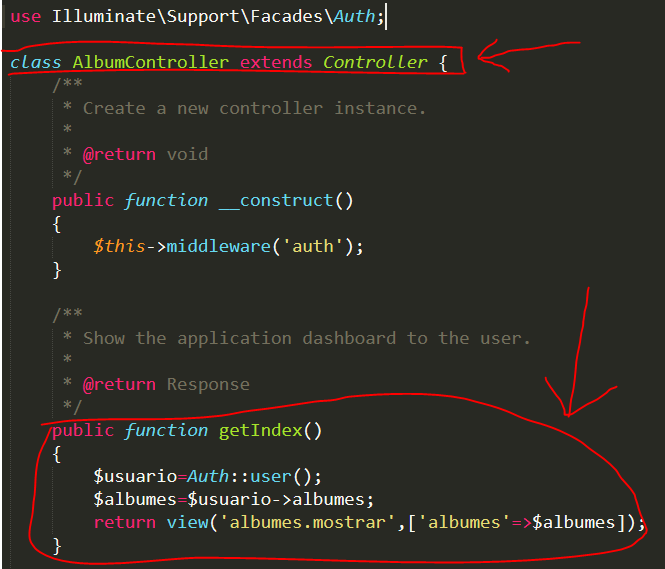 use Illuminate\Support\Facades\Auth;
class AlbumController extends Controller {
/**
* Create a new controller instance.
*
* @return void
*/
public function __construct()
{
$this->middleware('auth');
}
/**
* Show the application dashboard to the user.
*
* @return Response
*/
public function getIndex()
{
$usuario=Auth::user();
$albumes=$usuario->albumes;
return view('albumes.mostrar',['albumes'=>$albumes]);
}